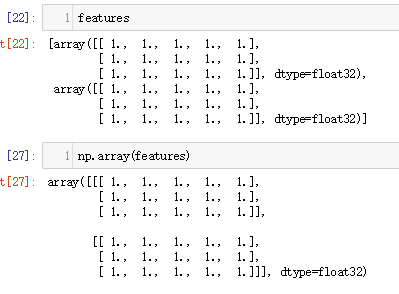 [22]: 1 features
t[22]: [array([[ 1., 1., 1., 1., 1.],
[ 1., 1., 1., 1., 1.],
[ 1., 1., 1., 1., 1.]], dtype=float32),
array([[ 1., 1., 1., 1., 1.],
[ 1., 1., 1., 1., 1.],
[ 1., 1., 1., 1., 1.]], dtype=float32)]
[27]: 1 np.array(features)
t[27]: array([[[ 1., 1., 1., 1., 1.],
[ 1., 1., 1., 1., 1.],
[ 1., 1., 1., 1., 1.]],
[[ 1., 1., 1., 1., 1.],
[ 1., 1., 1., 1., 1.],
[ 1., 1., 1., 1., 1.]]], dtype=float32)